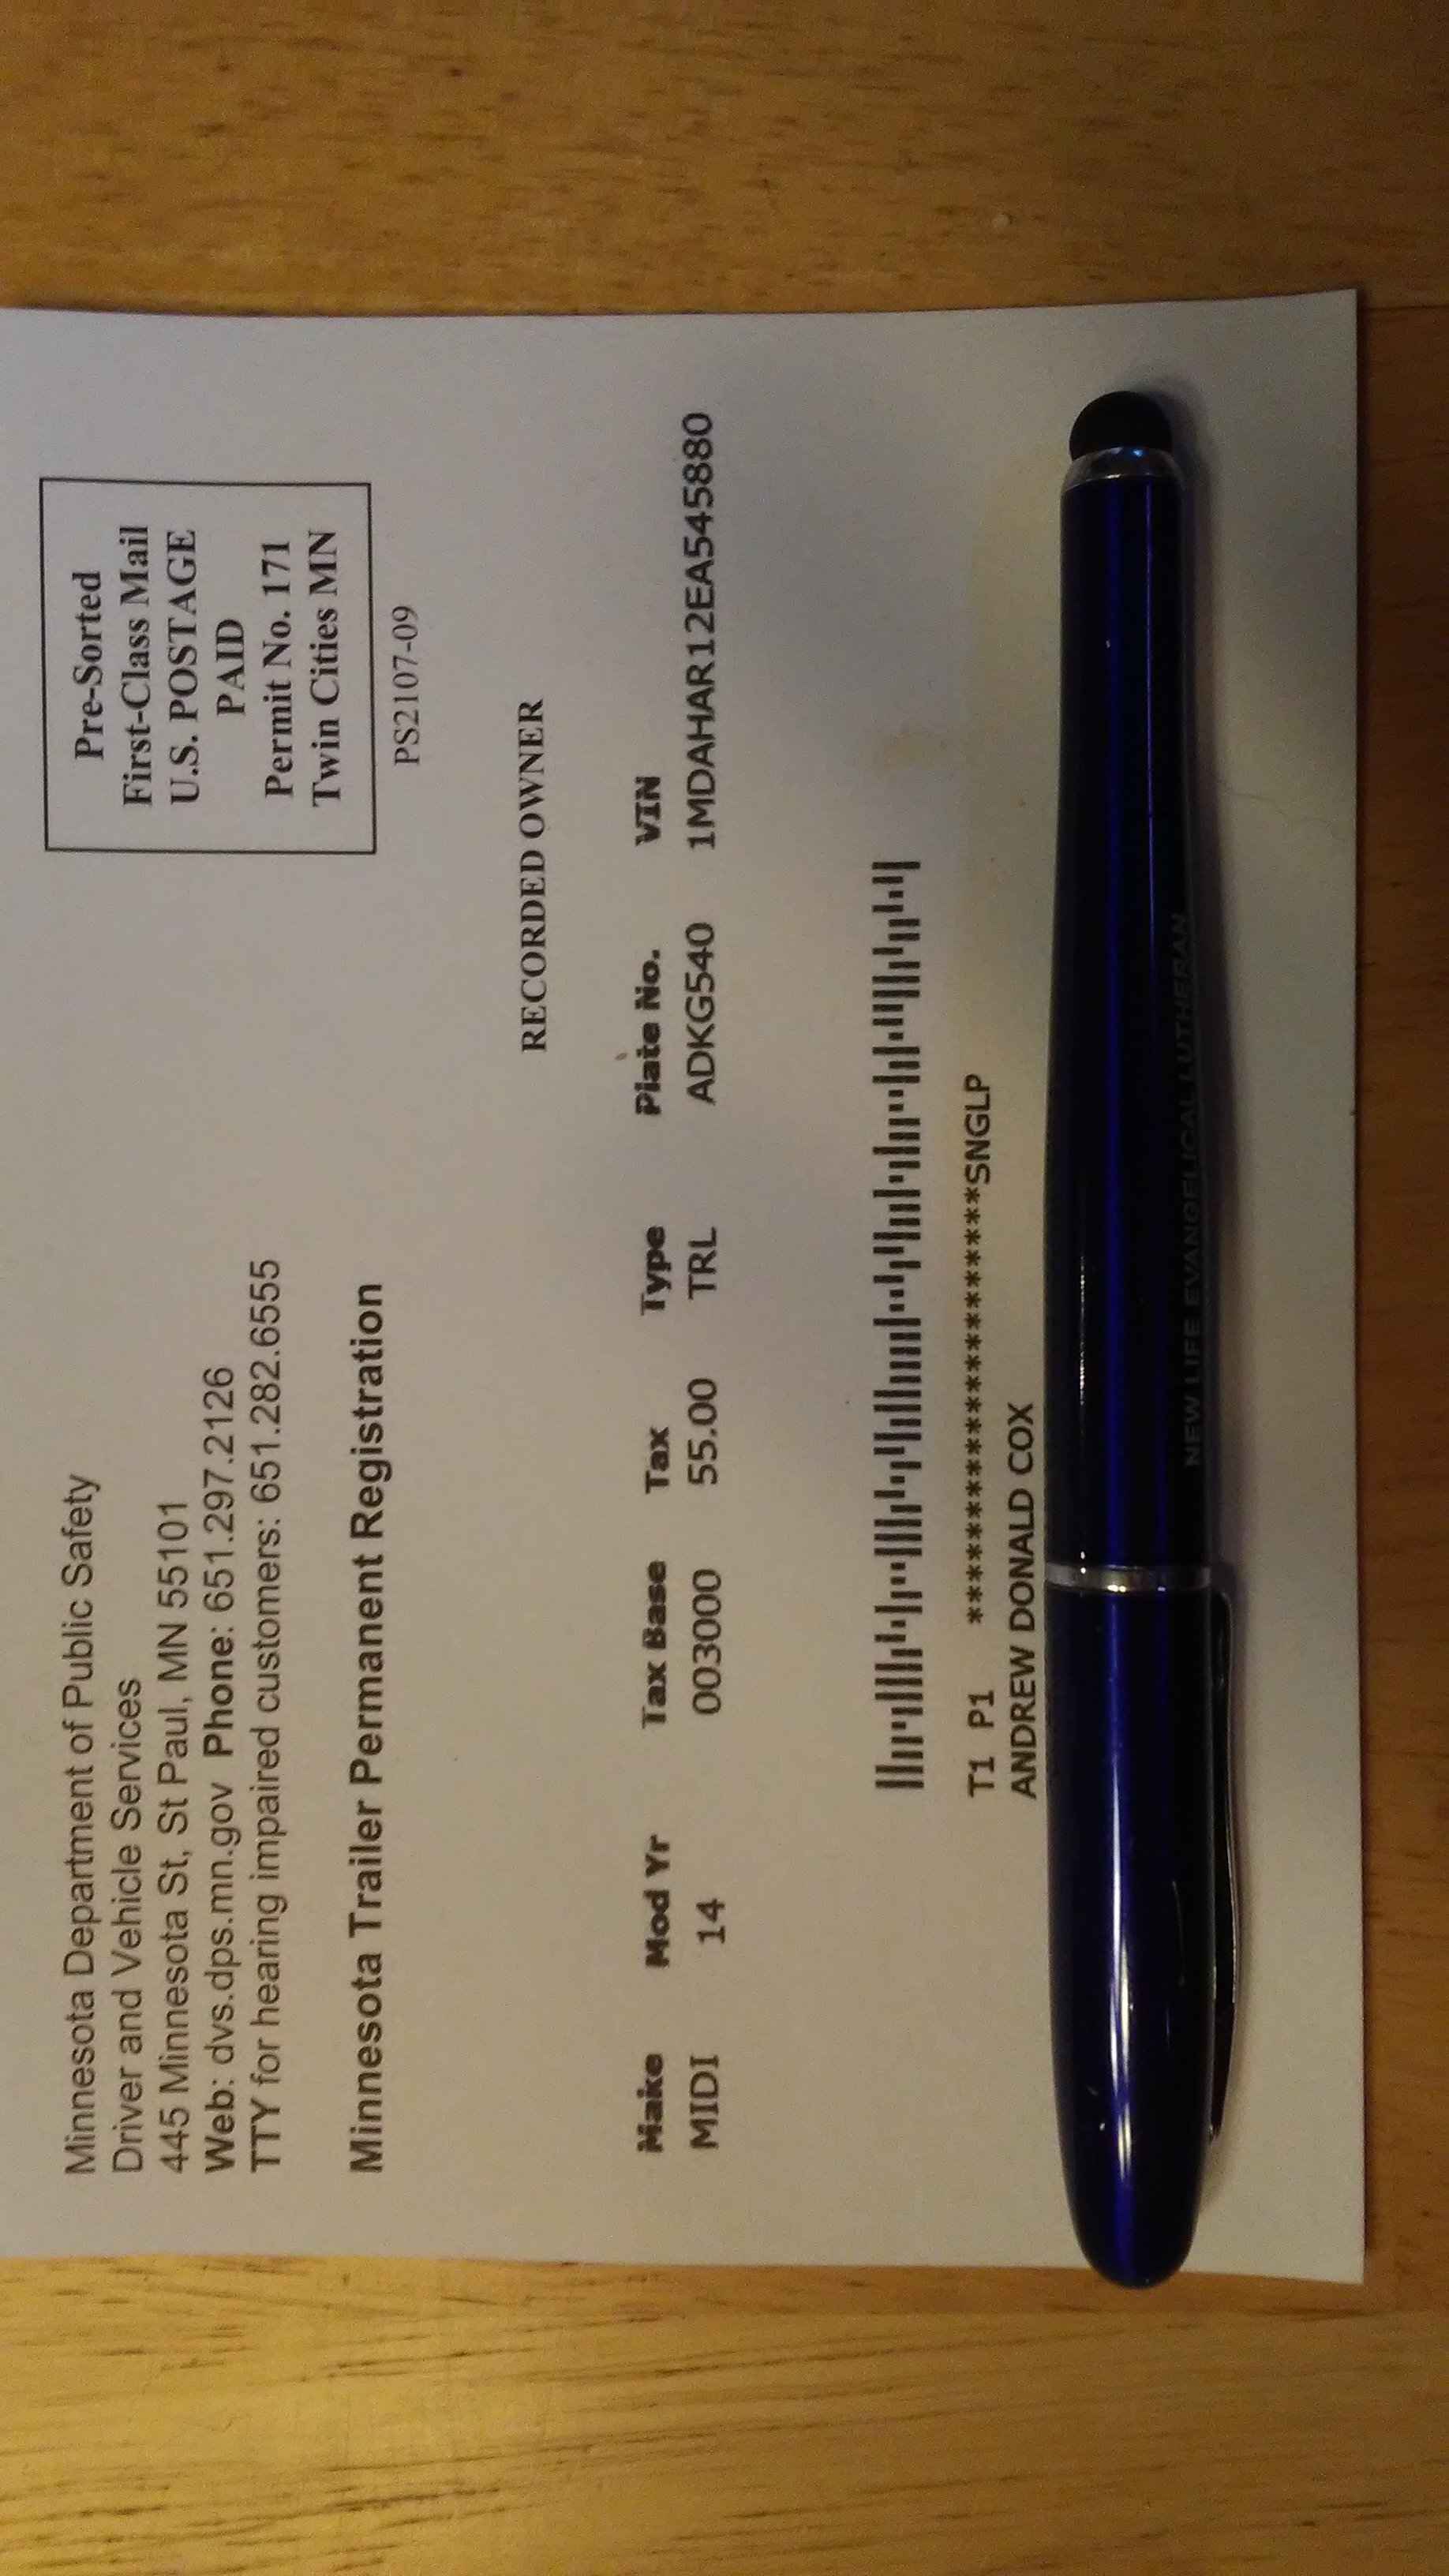 Minnesota Department of Public Safety
Driver and Vehicle Services
445 Minnesota St, St Paul, MN 55101
Web: dvs.dps.mn.gov Phone: 651.297.2126
TTY for hearing impaired customers: 651.282.6555
Pre-Sorted
First-Class Mail
U.S. POSTAGE
PAID
Permit No. 171
Twin Cities MN
PS2107-09
Minnesota Trailer Permanent Registration
RECORDED OWNER
Make Mod Yr Tax Base Tax Type Plate No. VIN
MIDI 14 003000 55.00 TRL ADKG540 1MDAHAR12EA545880
T1 P1 **********************SNGLP
ANDREW DONALD COX
NEW LIFE EVANGELICAL LUTHERAN